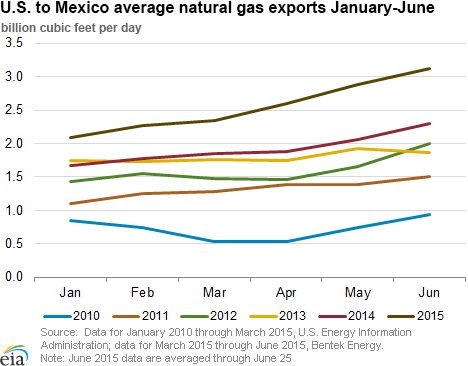 U.S. to Mexico average natural gas exports January-June
billion cubic feet per day
3.5
3.0
2.5
2.0
1.5
1.0
0.5
0.0
Jan Feb Mar Apr May Jun
2010 2011 2012 2013 2014 2015
Source: Data for January 2010 through March 2015, U.S. Energy Information
Administration; data for March 2015 through June 2015, Bentek Energy.
Note: June 2015 data are averaged through June 25
eia